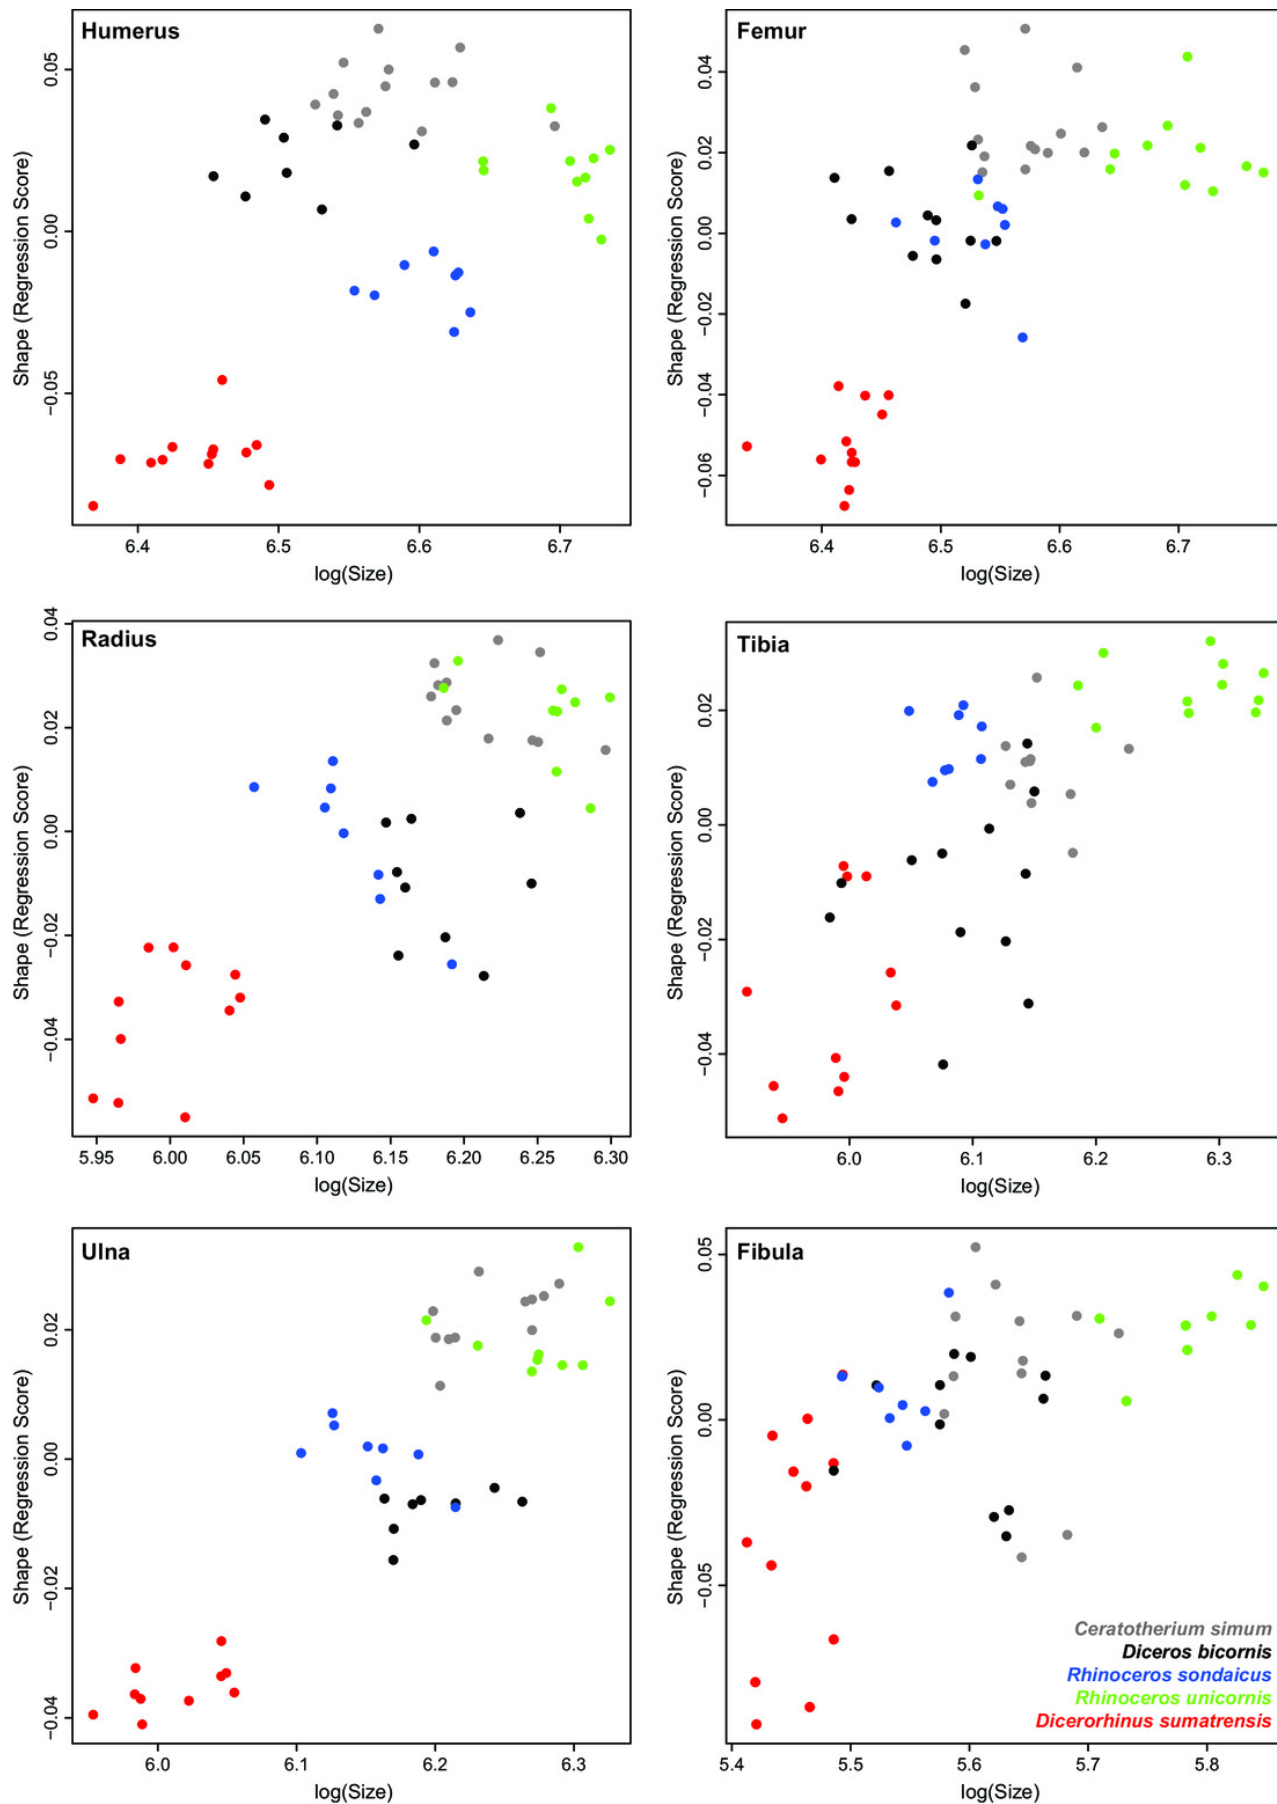 Humerus
Shape (Regression Score)
0.05
0.00
−0.05
6.4 6.5 6.6 6.7
log(Size)
Femur
Shape (Regression Score)
0.04
0.02
0.00
−0.02
−0.04
−0.06
6.4 6.5 6.6 6.7
log(Size)
Radius
Shape (Regression Score)
0.04
0.02
0.00
−0.02
−0.04
5.95 6.00 6.05 6.10 6.15 6.20 6.25 6.30
log(Size)
Tibia
Shape (Regression Score)
0.02
0.00
−0.02
−0.04
6.0 6.1 6.2 6.3
log(Size)
Ulna
Shape (Regression Score)
0.02
0.00
−0.02
−0.04
6.0 6.1 6.2 6.3
log(Size)
Fibula
Shape (Regression Score)
0.05
0.00
−0.05
Ceratotherium simum
Diceros bicornis
Rhinoceros sondaicus
Rhinoceros unicornis
Dicerorhinus sumatrensis
5.4 5.5 5.6 5.7 5.8
log(Size)